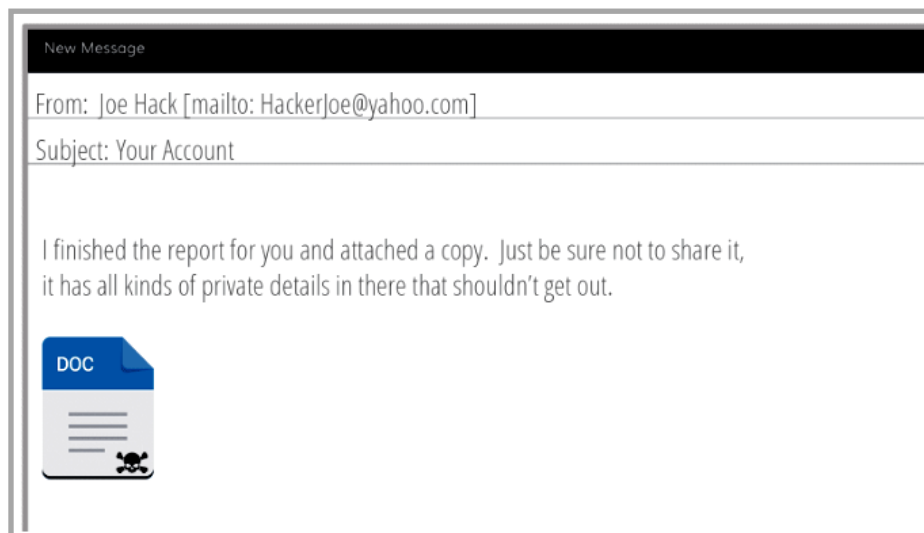 New Message
From: Joe Hack [mailto: HackerJoe@yahoo.com]
Subject: Your Account
I finished the report for you and attached a copy. Just be sure not to share it,
it has all kinds of private details in there that shouldn’t get out.
DOC